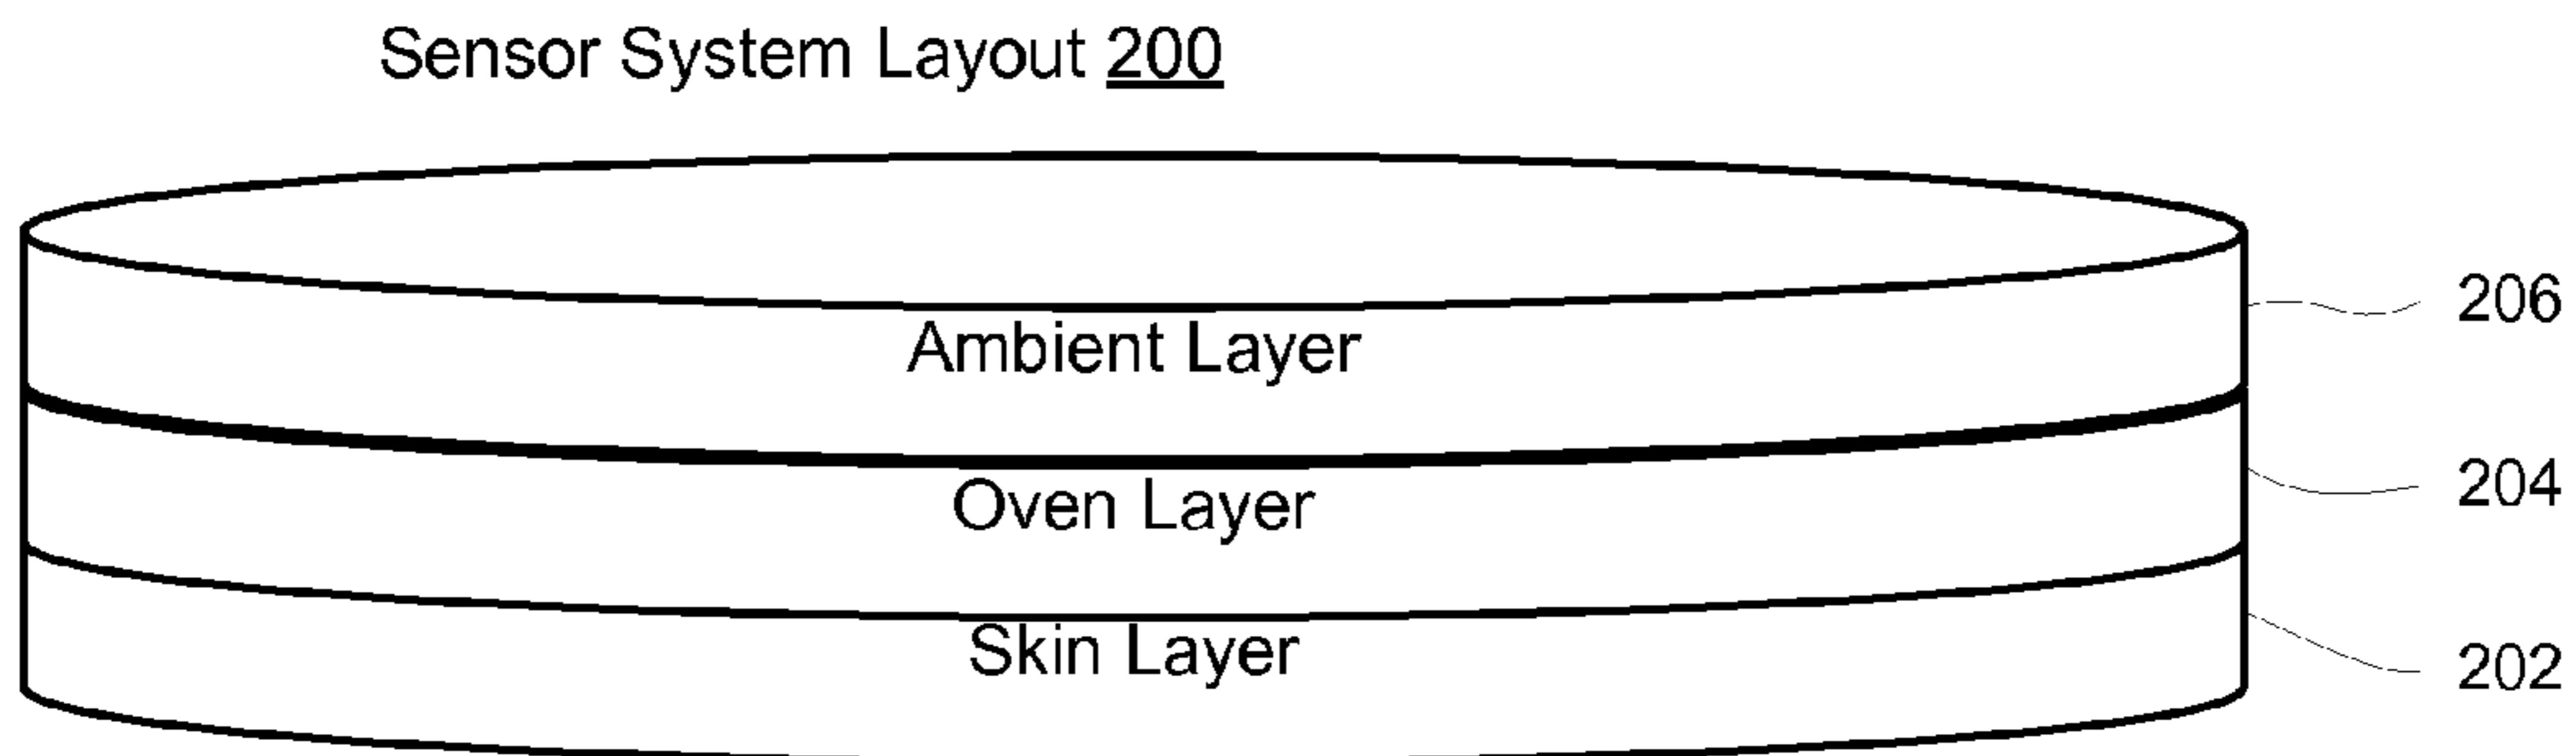 Sensor System Layout 200
Ambient Layer
206
Oven Layer
204
Skin Layer
202